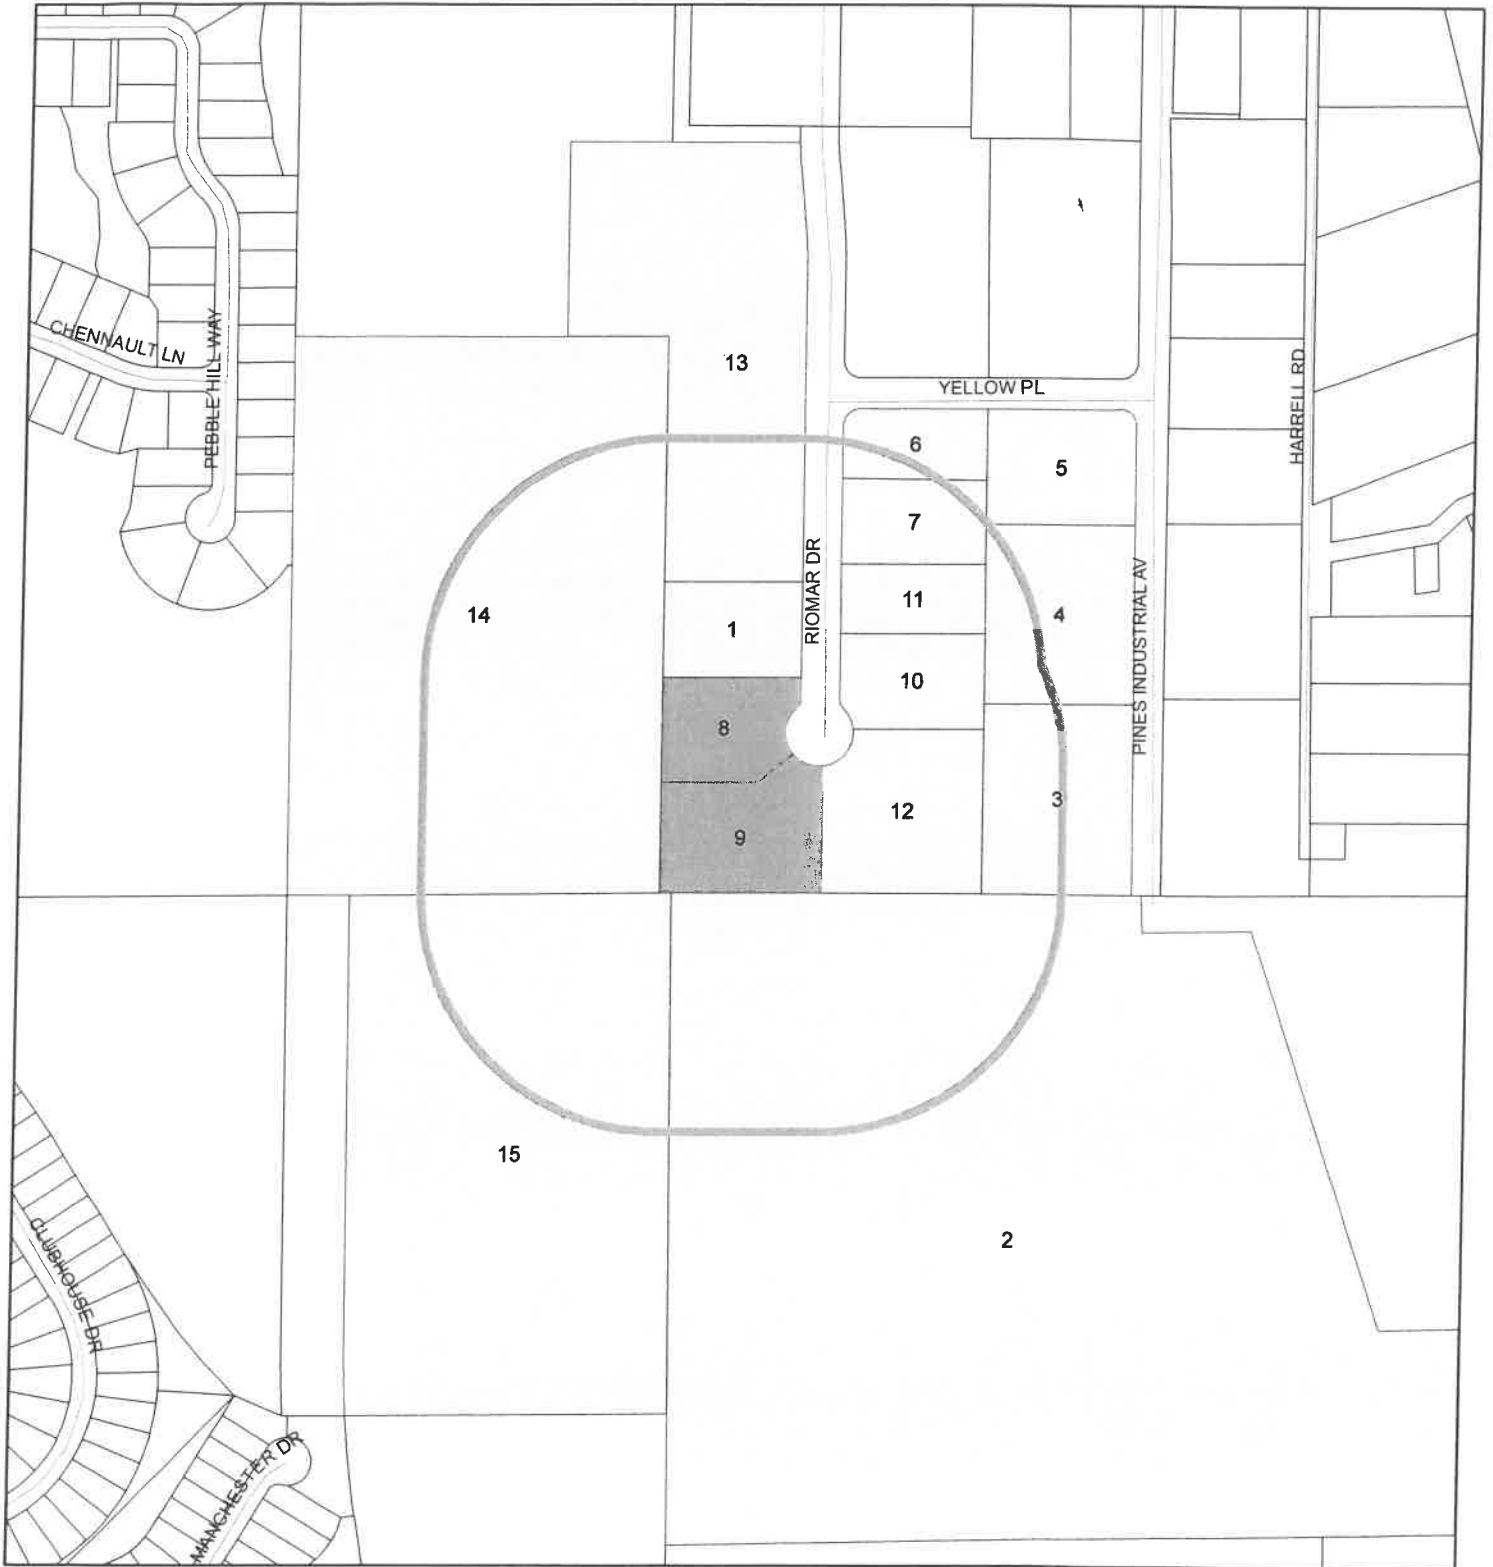 CHENNAULT LN
PEBBLE HILL WAY
13
YELLOW PL
HARRELL RD
6
5
7
RIOMAR DR
PINES INDUSTRIAL AV
14
1
11
4
10
8
3
9
12
15
2
CLUBHOUSE DR
MANCHESTER DR